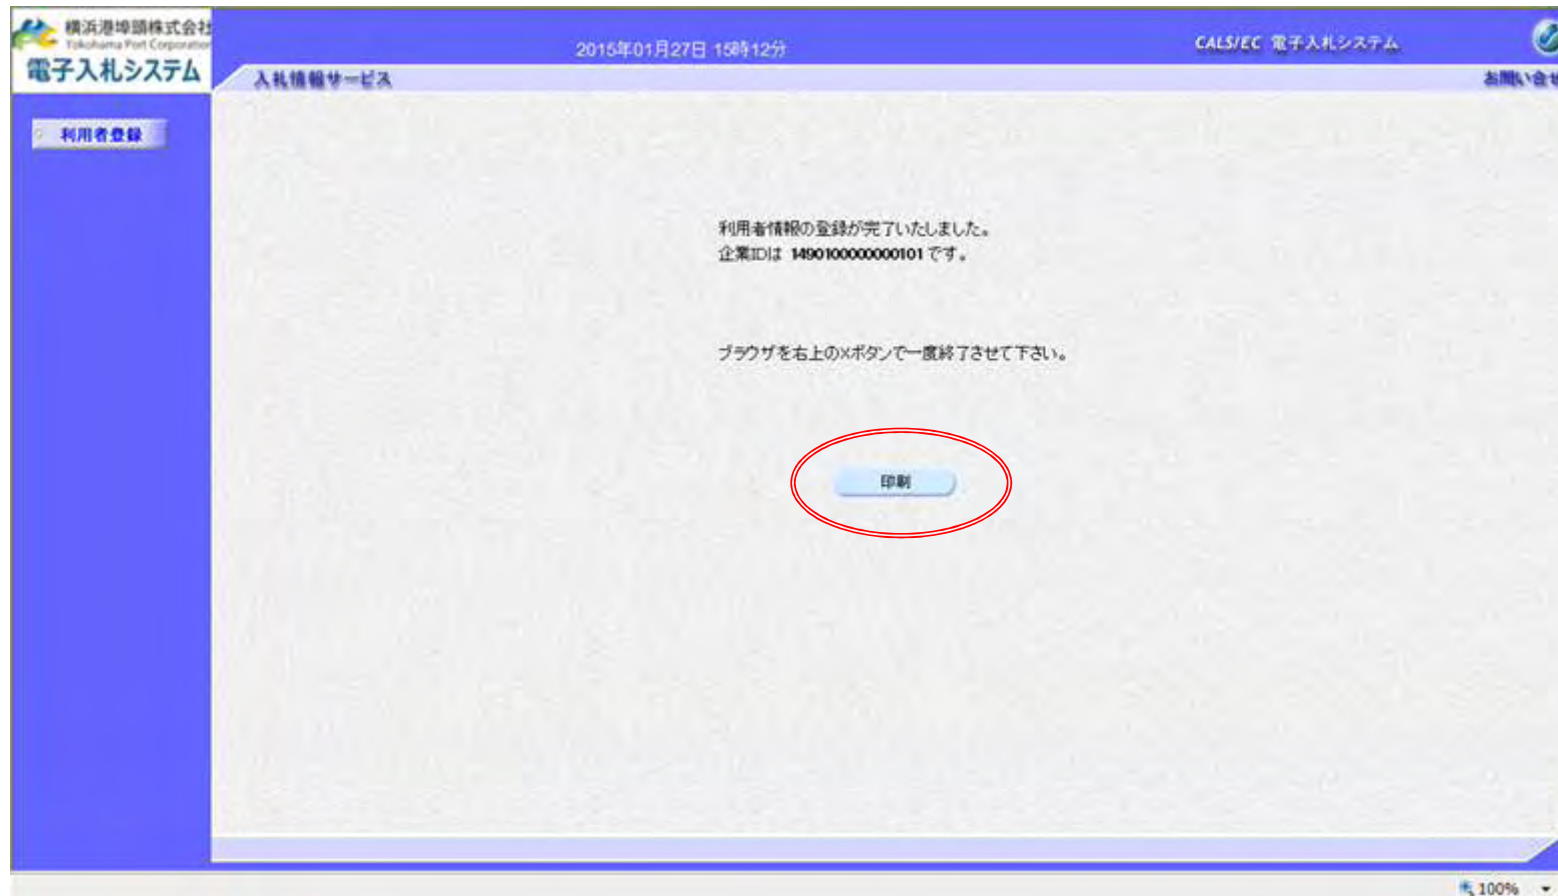 横浜港埠頭株式会社
Yokohama Port Corporation
電子入札システム
2015年01月27日 15時12分
CALS/EC 電子入札システム
入札情報サービス
お問い合せ
利用者登録
利用者情報の登録が完了いたしました。
企業IDは 1490100000000101 です。
ブラウザを右上の×ボタンで一度終了させて下さい。
印刷
100%